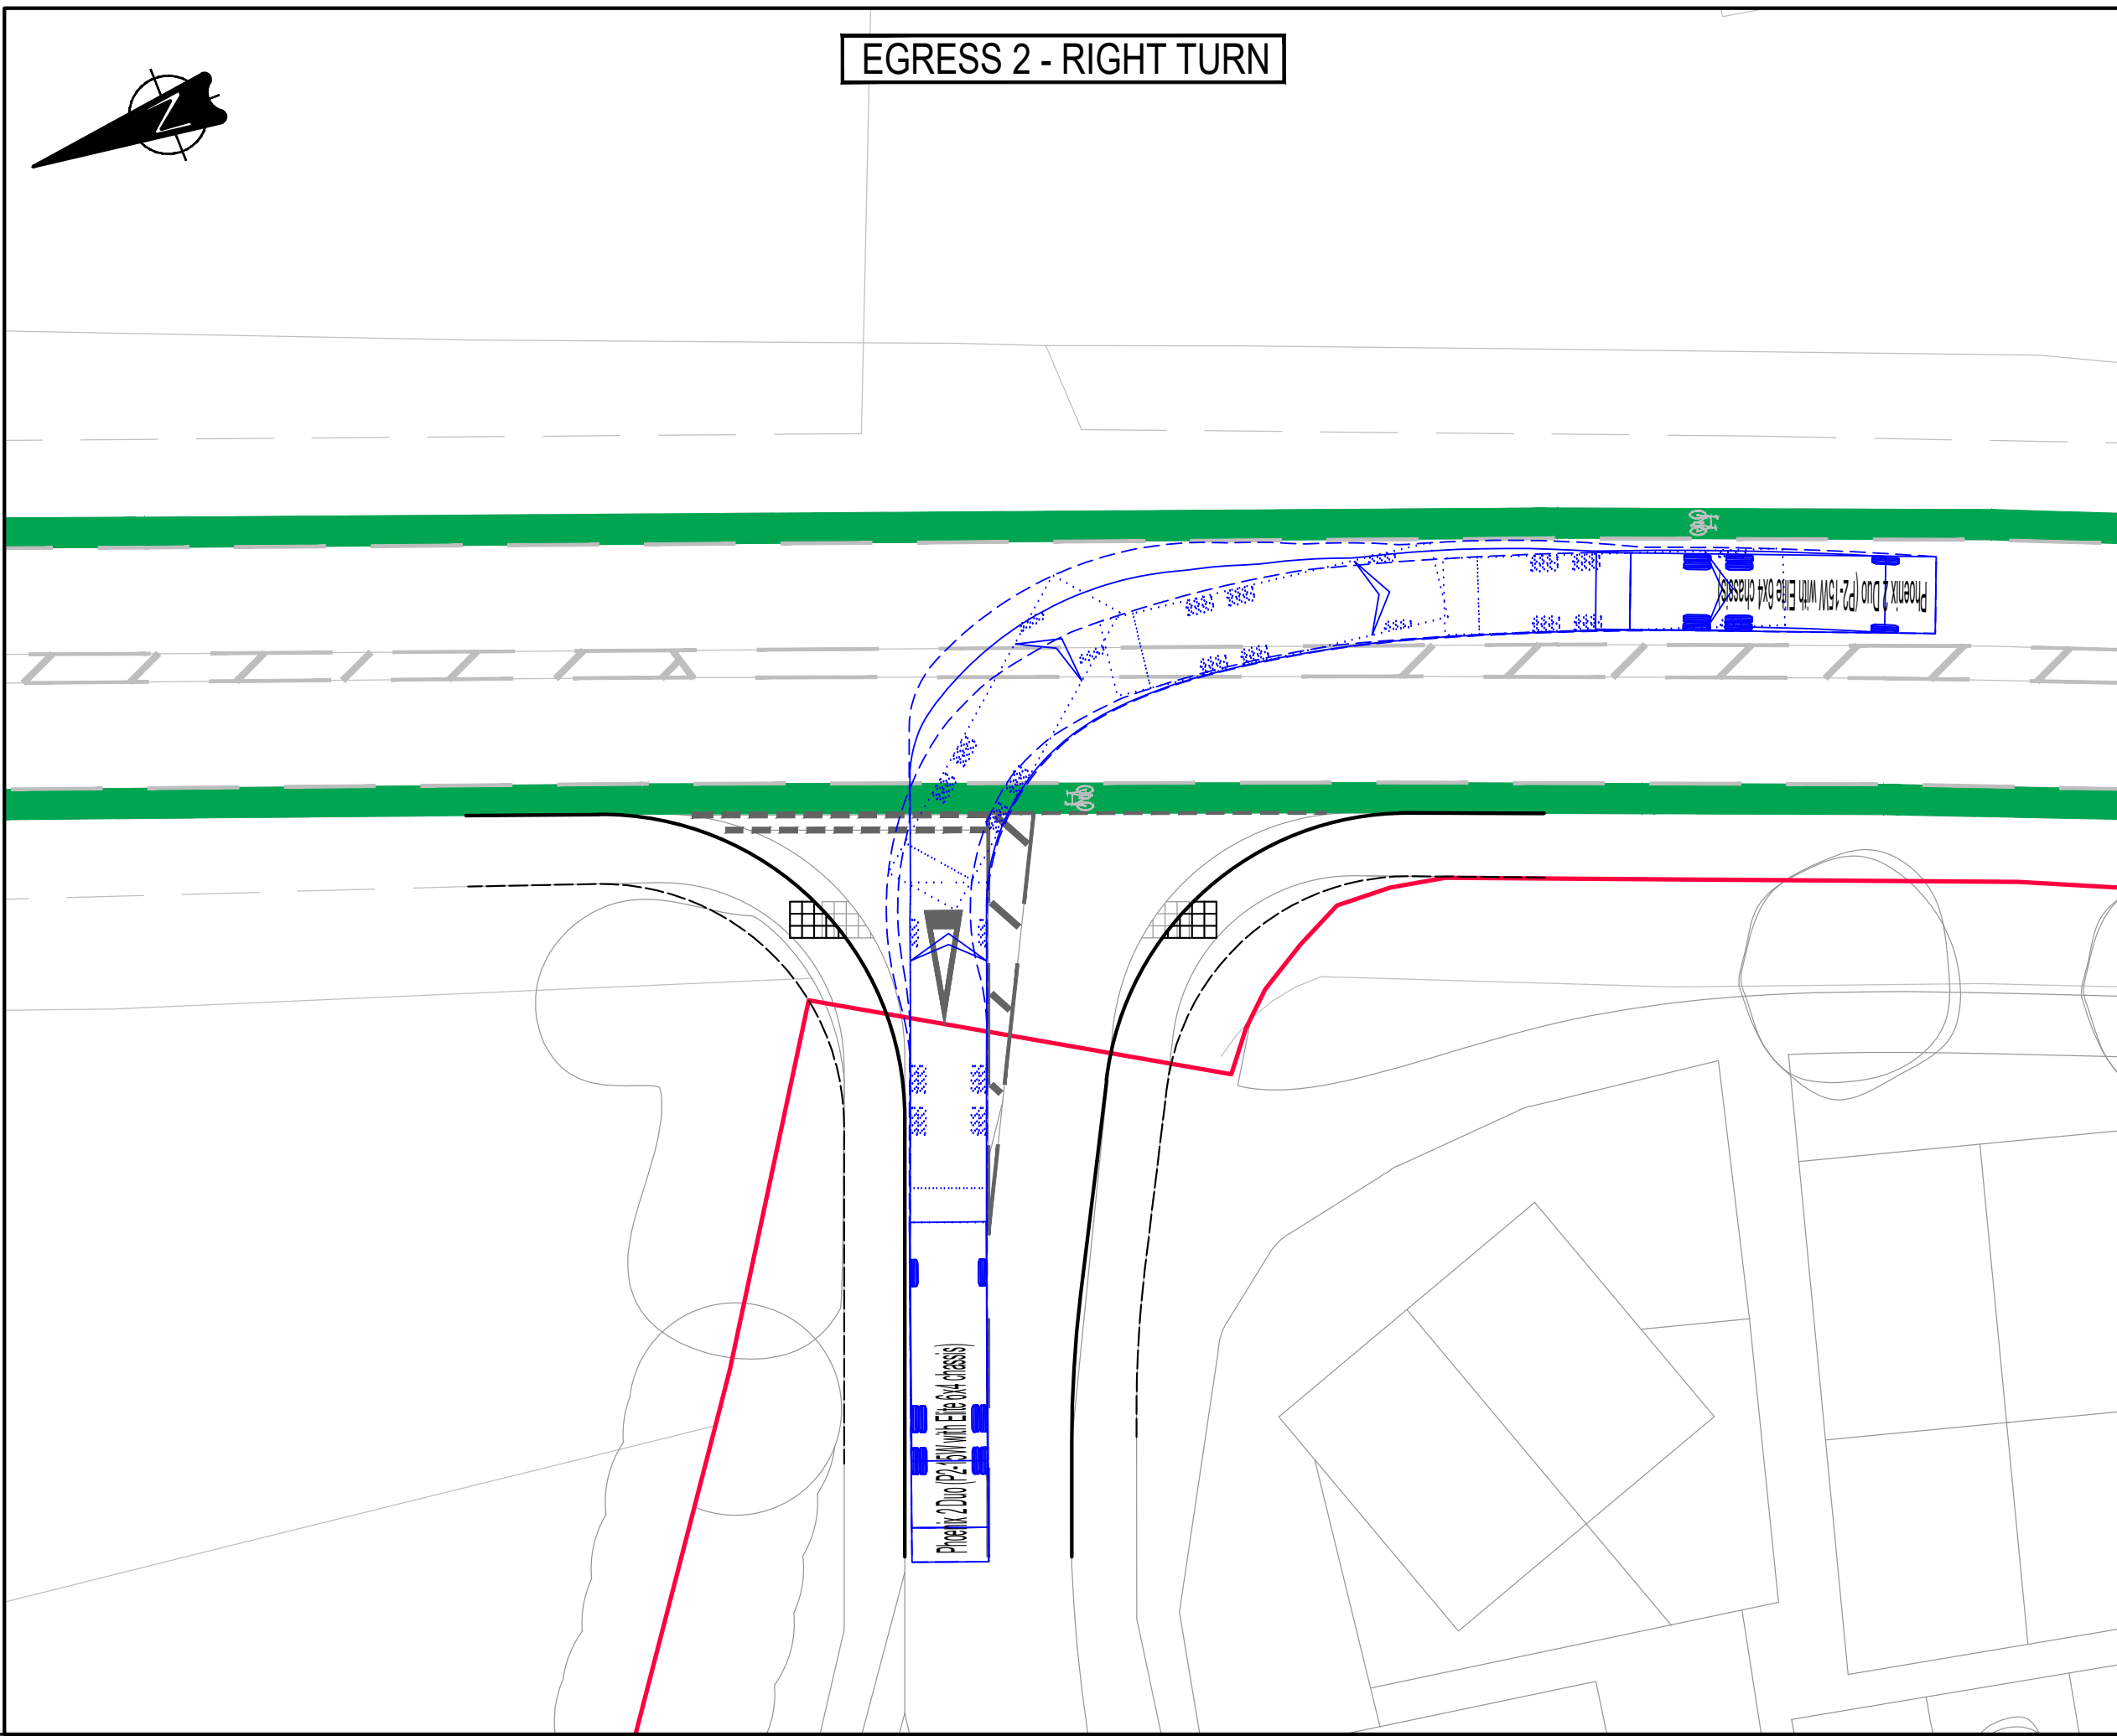 EGRESS 2 - RIGHT TURN
Phoenix 2 Duo (P2-15W with Elite 6x4 chassis)
Phoenix 2 Duo (P2-15W with Elite 6x4 chassis)